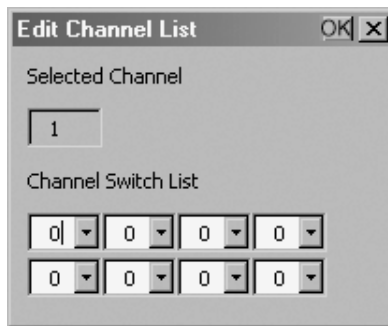 Edit Channel List OK
Selected Channel
1
Channel Switch List
0 0 0 0
0 0 0 0